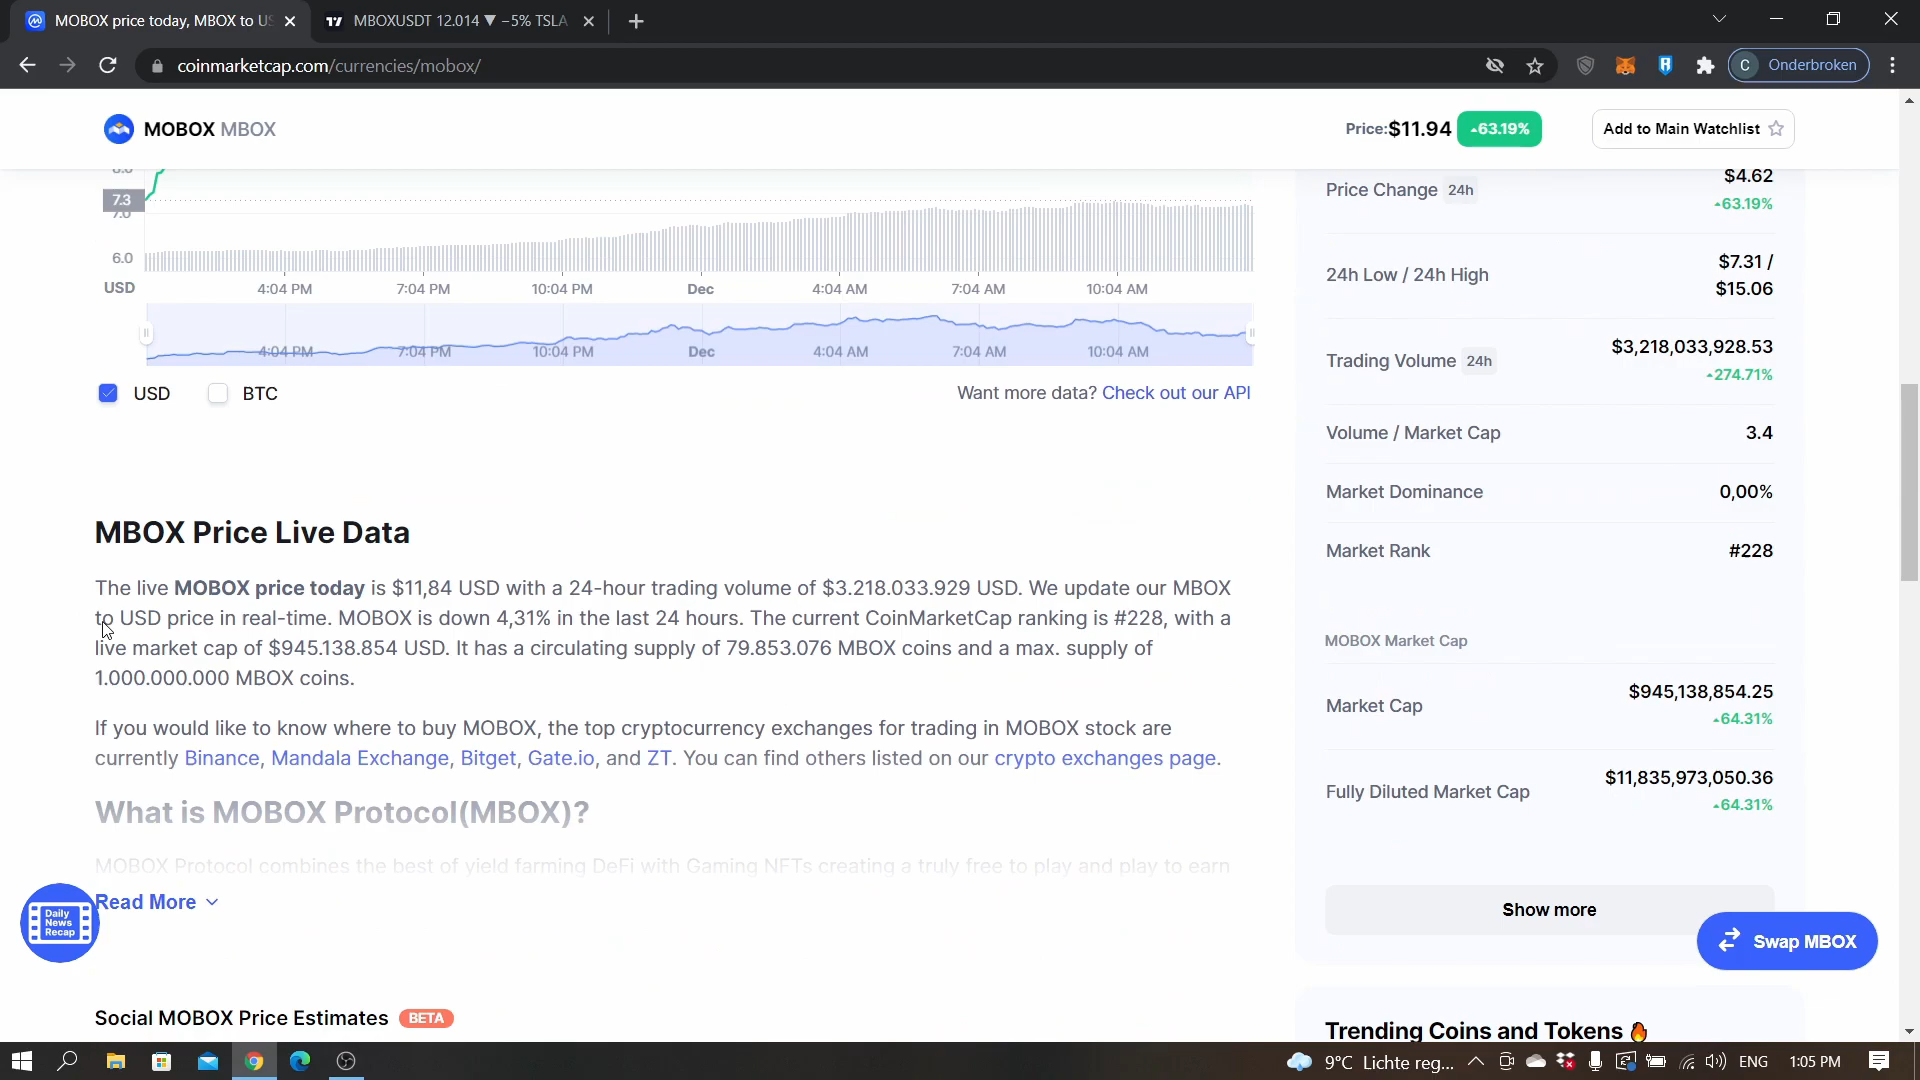 MOBOX price today, MBOX to US
MBOXUSDT 12.014 ▼ −5% TSLA
coinmarketcap.com/currencies/mobox/
C Onderbroken
MOBOX MBOX
Price:$11.94 63.19%
Add to Main Watchlist
8.0
7.3
7.0
6.0
USD
4:04 PM 7:04 PM 10:04 PM Dec 4:04 AM 7:04 AM 10:04 AM
4:04 PM 7:04 PM 10:04 PM Dec 4:04 AM 7:04 AM 10:04 AM
USD BTC
Want more data? Check out our API
MBOX Price Live Data
The live MOBOX price today is $11,84 USD with a 24-hour trading volume of $3.218.033.929 USD. We update our MBOX
to USD price in real-time. MOBOX is down 4,31% in the last 24 hours. The current CoinMarketCap ranking is #228, with a
live market cap of $945.138.854 USD. It has a circulating supply of 79.853.076 MBOX coins and a max. supply of
1.000.000.000 MBOX coins.
If you would like to know where to buy MOBOX, the top cryptocurrency exchanges for trading in MOBOX stock are
currently Binance, Mandala Exchange, Bitget, Gate.io, and ZT. You can find others listed on our crypto exchanges page.
What is MOBOX Protocol(MBOX)?
MOBOX Protocol combines the best of yield farming DeFi with Gaming NFTs creating a truly free to play and play to earn
Read More
Daily
News
Recap
Social MOBOX Price Estimates BETA
$4.62
Price Change 24h
63.19%
$7.31 /
24h Low / 24h High
$15.06
$3,218,033,928.53
Trading Volume 24h
274.71%
Volume / Market Cap 3.4
Market Dominance 0,00%
Market Rank #228
MOBOX Market Cap
$945,138,854.25
Market Cap
64.31%
$11,835,973,050.36
Fully Diluted Market Cap
64.31%
Show more
Swap MBOX
Trending Coins and Tokens 🔥
9°C Lichte reg... ENG 1:05 PM